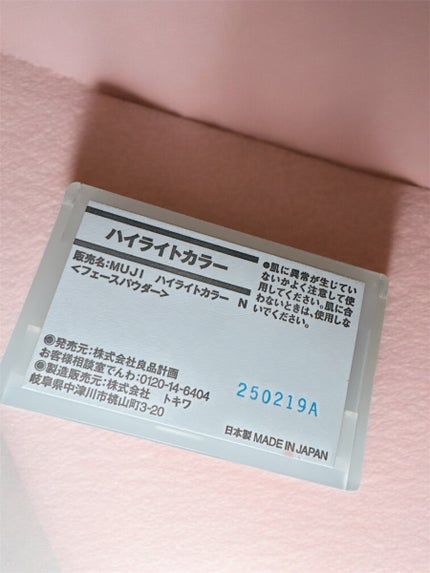 ハイライトカラー
販売名:MUJI ハイライトカラー N
<フェースパウダー>
●肌に異常が生じてい
ないかよく注意して使
用してください。肌に合
わないときは、使用しな
いでください。
●発売元:株式会社良品計画
お客様相談室でんわ:0120-14-6404
●製造販売元:株式会社 トキワ
岐阜県中津川市桃山町3-20
250219A
日本製 MADE IN JAPAN